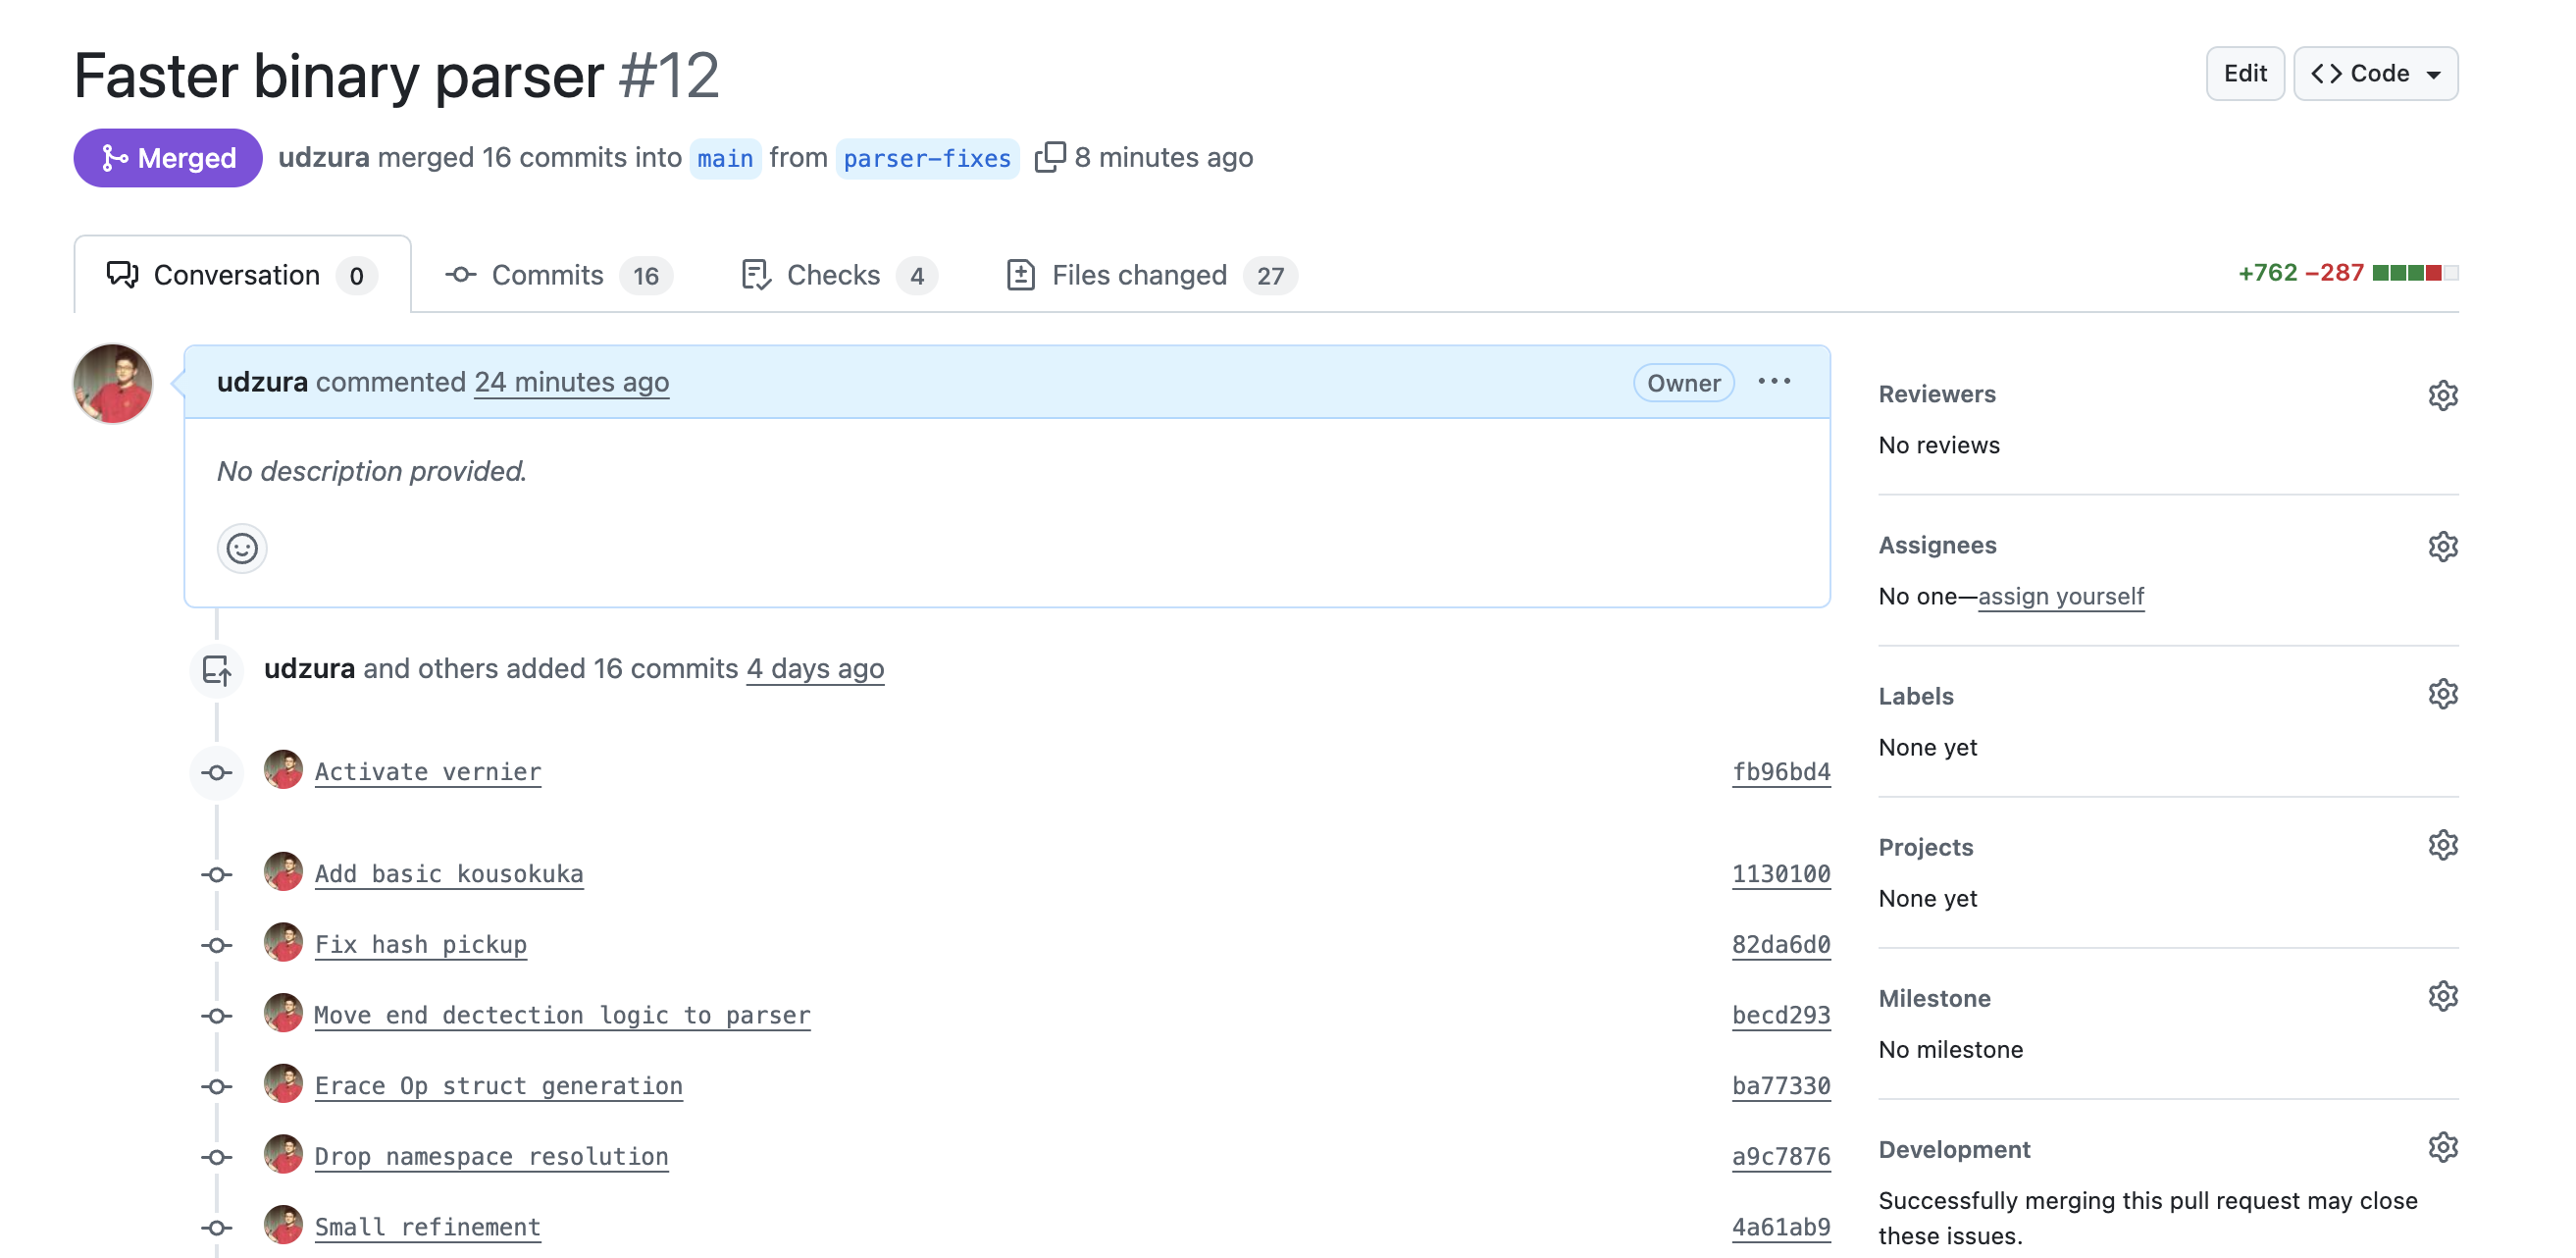 Faster binary parser #12
Edit
Code
Merged
udzura merged 16 commits into main from parser-fixes 8 minutes ago
Conversation 0
Commits 16
Checks 4
Files changed 27
+762 −287
udzura commented 24 minutes ago
Owner
No description provided.
udzura and others added 16 commits 4 days ago
Activate vernier fb96bd4
Add basic kousokuka 1130100
Fix hash pickup 82da6d0
Move end dectection logic to parser becd293
Erace Op struct generation ba77330
Drop namespace resolution a9c7876
Small refinement 4a61ab9
Reviewers
No reviews
Assignees
No one—assign yourself
Labels
None yet
Projects
None yet
Milestone
No milestone
Development
Successfully merging this pull request may close
these issues.